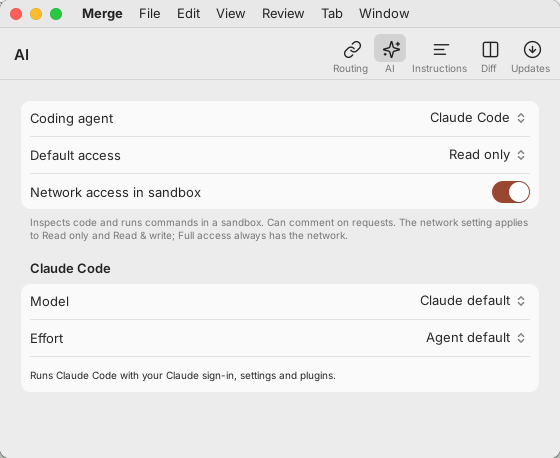 Merge File Edit View Review Tab Window
AI
Routing AI Instructions Diff Updates
Coding agent Claude Code
Default access Read only
Network access in sandbox
Inspects code and runs commands in a sandbox. Can comment on requests. The network setting applies
to Read only and Read & write; Full access always has the network.
Claude Code
Model Claude default
Effort Agent default
Runs Claude Code with your Claude sign-in, settings and plugins.